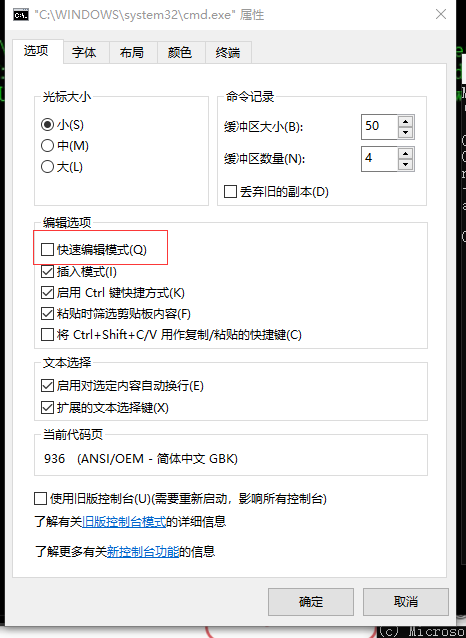 "C:\WINDOWS\system32\cmd.exe" 属性
选项 字体 布局 颜色 终端
光标大小
小(S)
中(M)
大(L)
命令记录
缓冲区大小(B): 50
缓冲区数量(N): 4
丢弃旧的副本(D)
编辑选项
快速编辑模式(Q)
插入模式(I)
启用 Ctrl 键快捷方式(K)
粘贴时筛选剪贴板内容(F)
将 Ctrl+Shift+C/V 用作复制/粘贴的快捷键(C)
文本选择
启用对选定内容自动换行(E)
扩展的文本选择键(X)
当前代码页
936 (ANSI/OEM - 简体中文 GBK)
使用旧版控制台(U)(需要重新启动，影响所有控制台)
了解有关旧版控制台模式的详细信息
了解更多有关新控制台功能的信息
确定 取消
(c) Microso